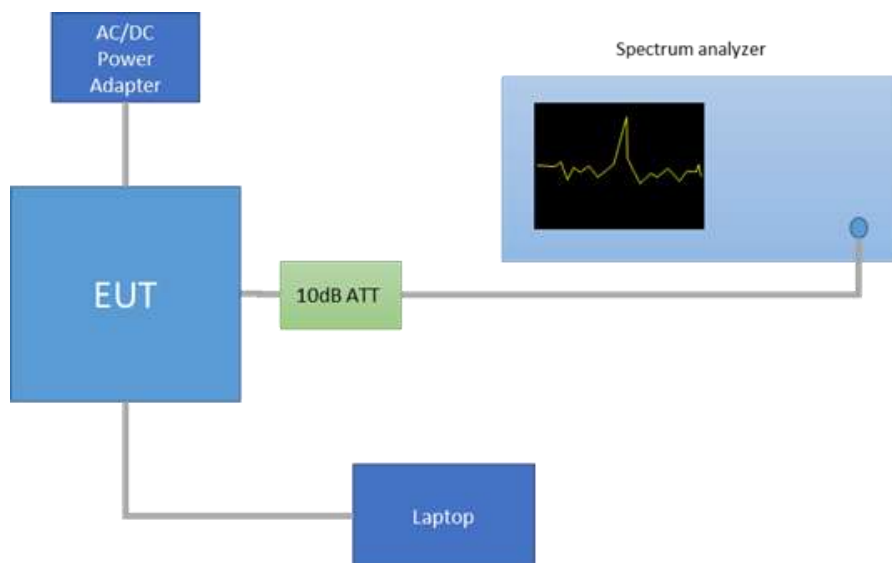 AC/DC
Power
Adapter
Spectrum analyzer
EUT
10dB ATT
Laptop